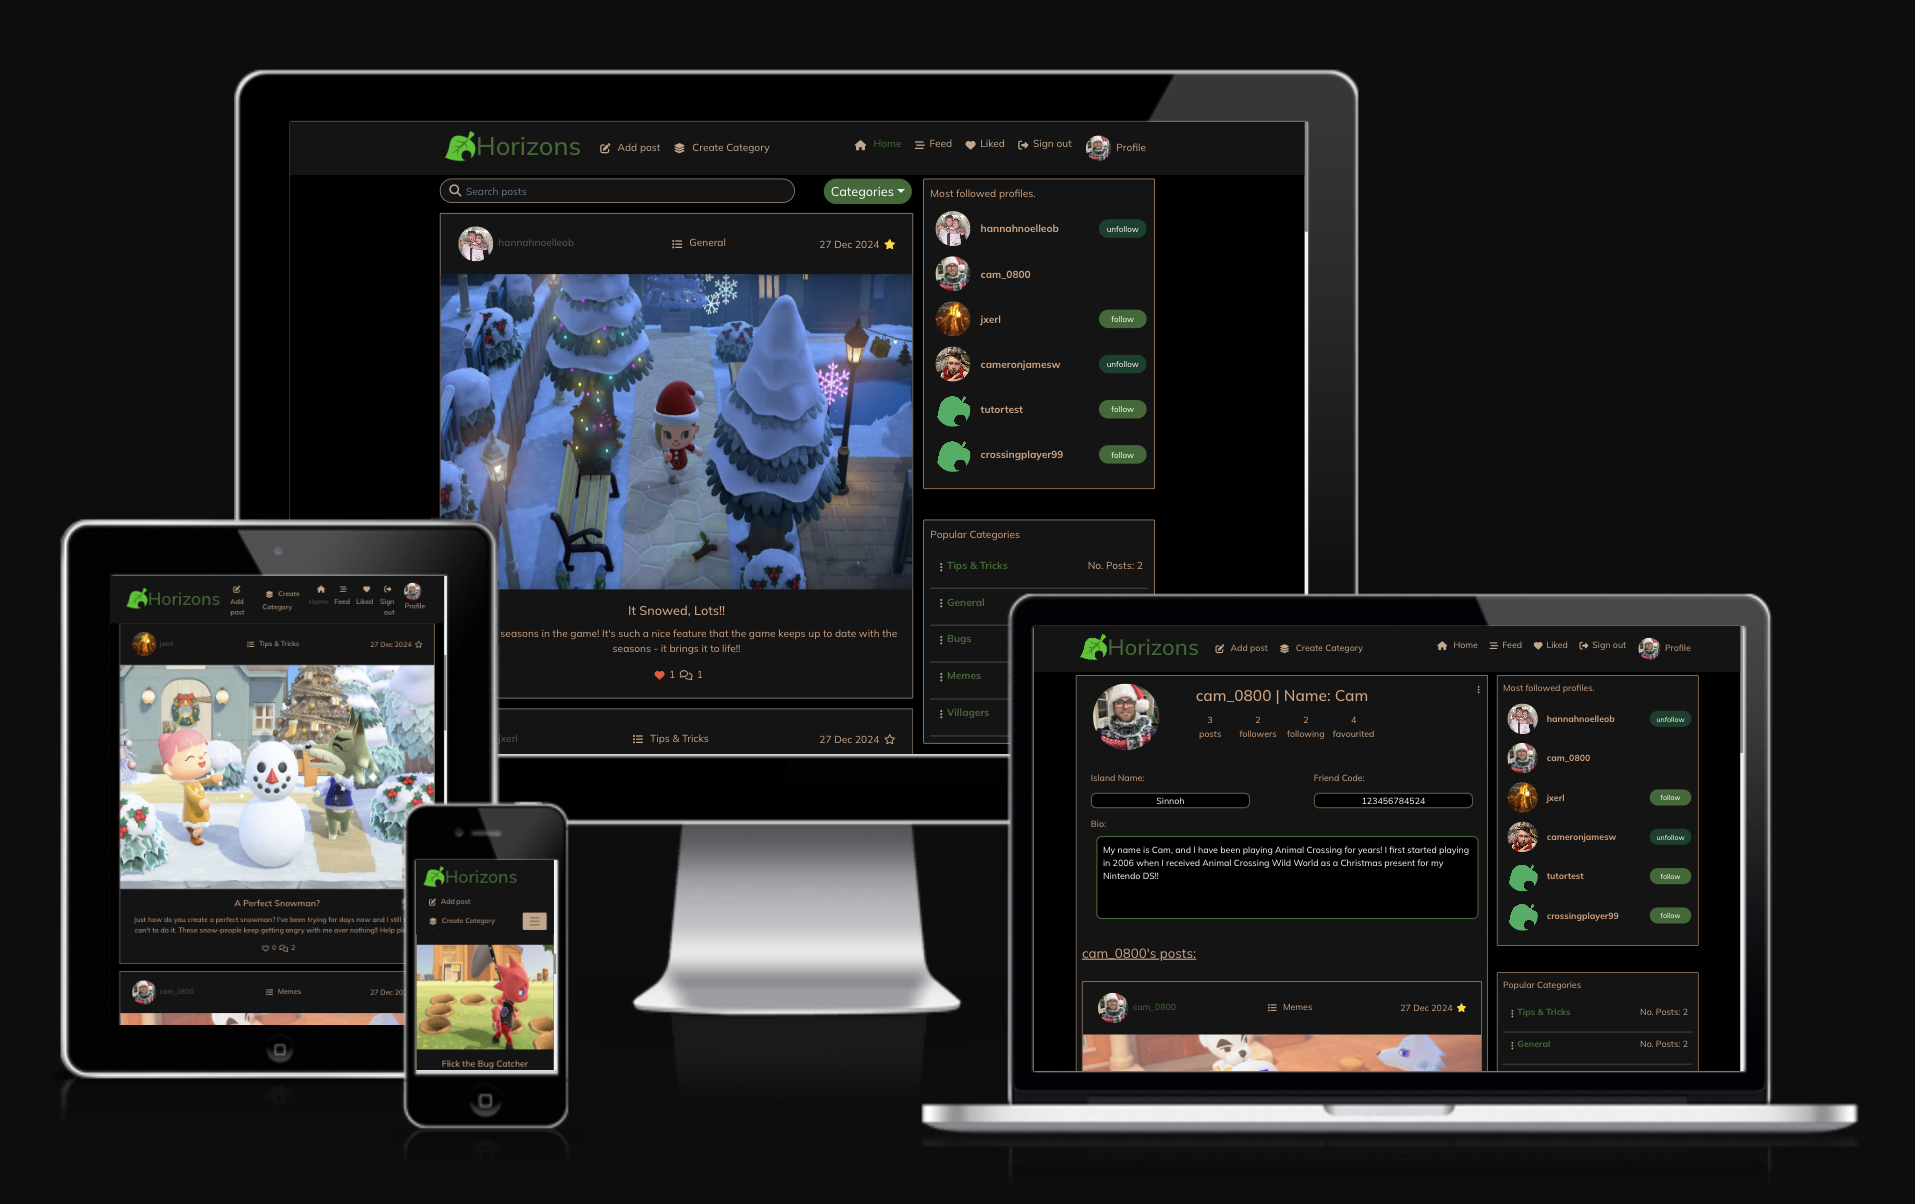 Horizons
Add post
Create Category
Home
Feed
Liked
Sign out
Profile
Search posts
Categories
hannahnoelleob
General
27 Dec 2024
It Snowed, Lots!!
seasons in the game! It's such a nice feature that the game keeps up to date with the
seasons - it brings it to life!!
1
1
jxerl
Tips & Tricks
27 Dec 2024
Most followed profiles.
hannahnoelleob
unfollow
cam_0800
jxerl
follow
cameronjamesw
unfollow
tutortest
follow
crossingplayer99
follow
Popular Categories
Tips & Tricks
No. Posts: 2
General
Bugs
Memes
Villagers
Horizons
Add
post
Create
Category
Home
Feed
Liked
Sign
out
Profile
jxerl
Tips & Tricks
27 Dec 2024
A Perfect Snowman?
Just how do you create a perfect snowman? I've been trying for days now and I still
can't to do it. These snow-people keep getting angry with me over nothing!! Help
0
2
cam_0800
Memes
27 Dec
Horizons
Add post
Create Category
Flick the Bug Catcher
Horizons
Add post
Create Category
Home
Feed
Liked
Sign out
Profile
cam_0800 | Name: Cam
3
posts
2
followers
2
following
4
favourited
Island Name:
Sinnoh
Friend Code:
123456784524
Bio:
My name is Cam, and I have been playing Animal Crossing for years! I first started playing
in 2006 when I received Animal Crossing Wild World as a Christmas present for my
Nintendo DS!!
cam_0800's posts:
cam_0800
Memes
27 Dec 2024
Most followed profiles.
hannahnoelleob
unfollow
cam_0800
jxerl
follow
cameronjamesw
unfollow
tutortest
follow
crossingplayer99
follow
Popular Categories
Tips & Tricks
No. Posts: 2
General
No. Posts: 2